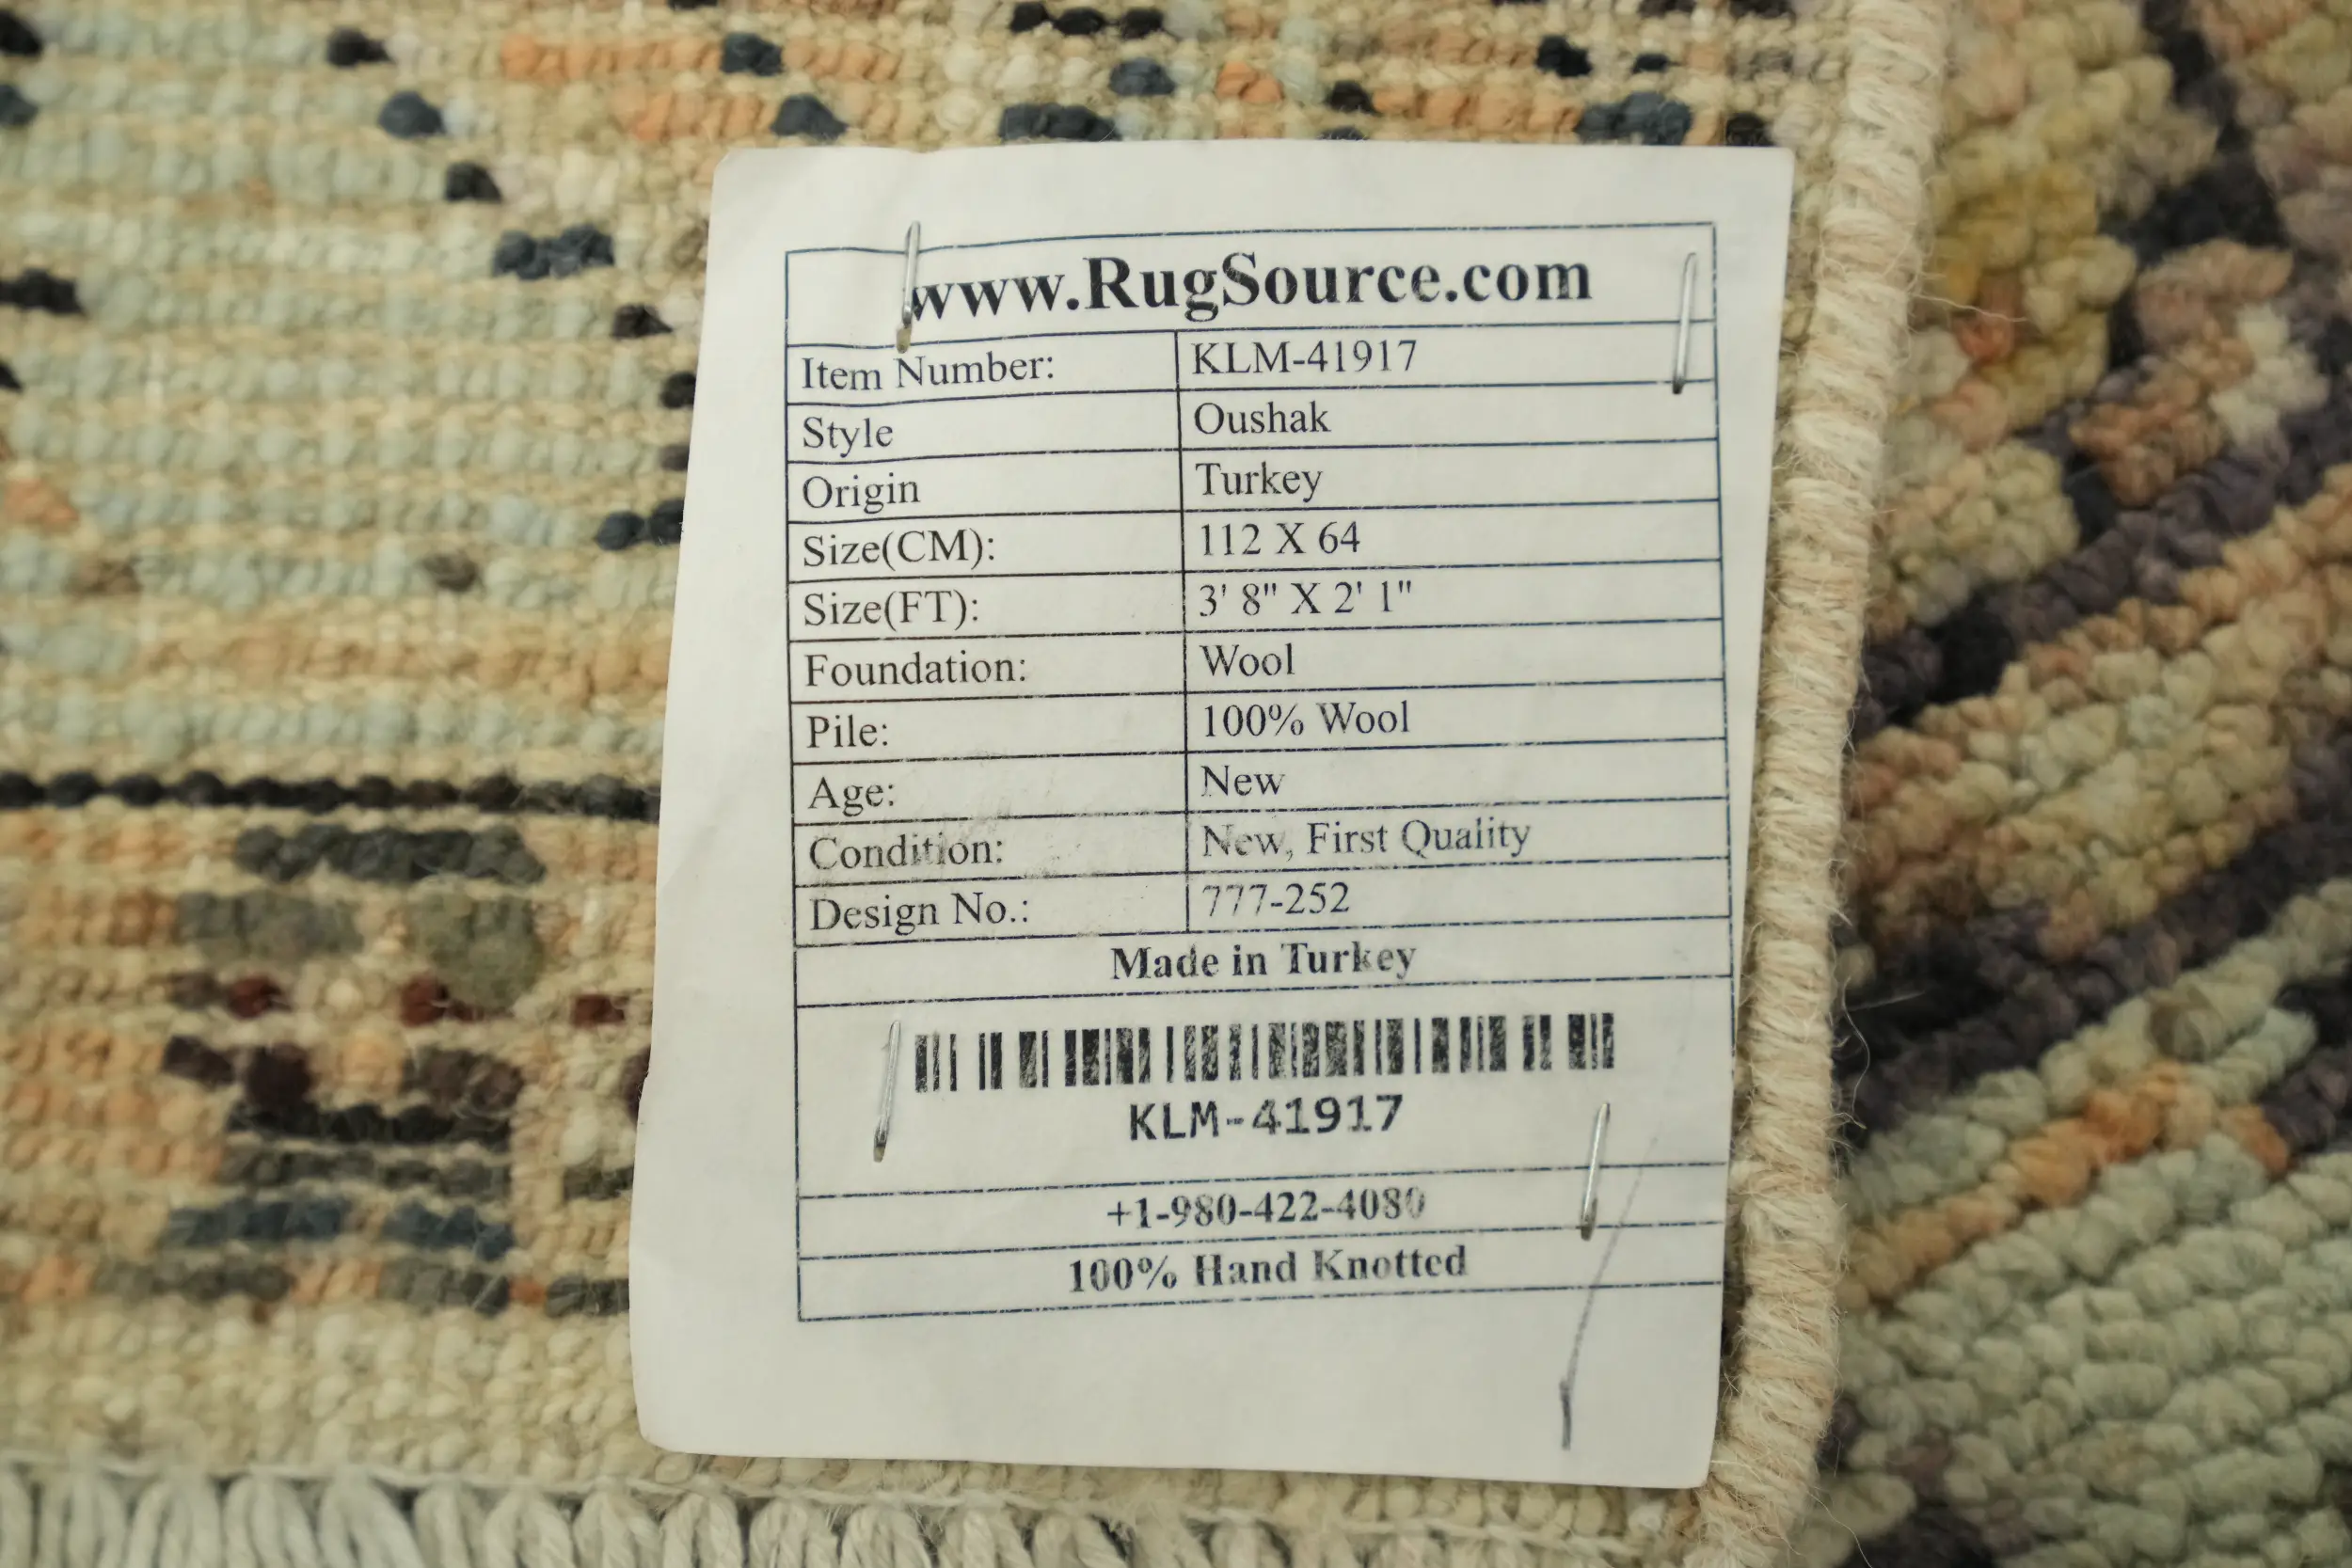 www.RugSource.com
Item Number: KLM-41917
Style Oushak
Origin Turkey
Size(CM): 112 X 64
Size(FT): 3' 8" X 2' 1"
Foundation: Wool
Pile: 100% Wool
Age: New
Condition: New, First Quality
Design No.: 777-252
Made in Turkey
KLM-41917
+1-980-422-4080
100% Hand Knotted